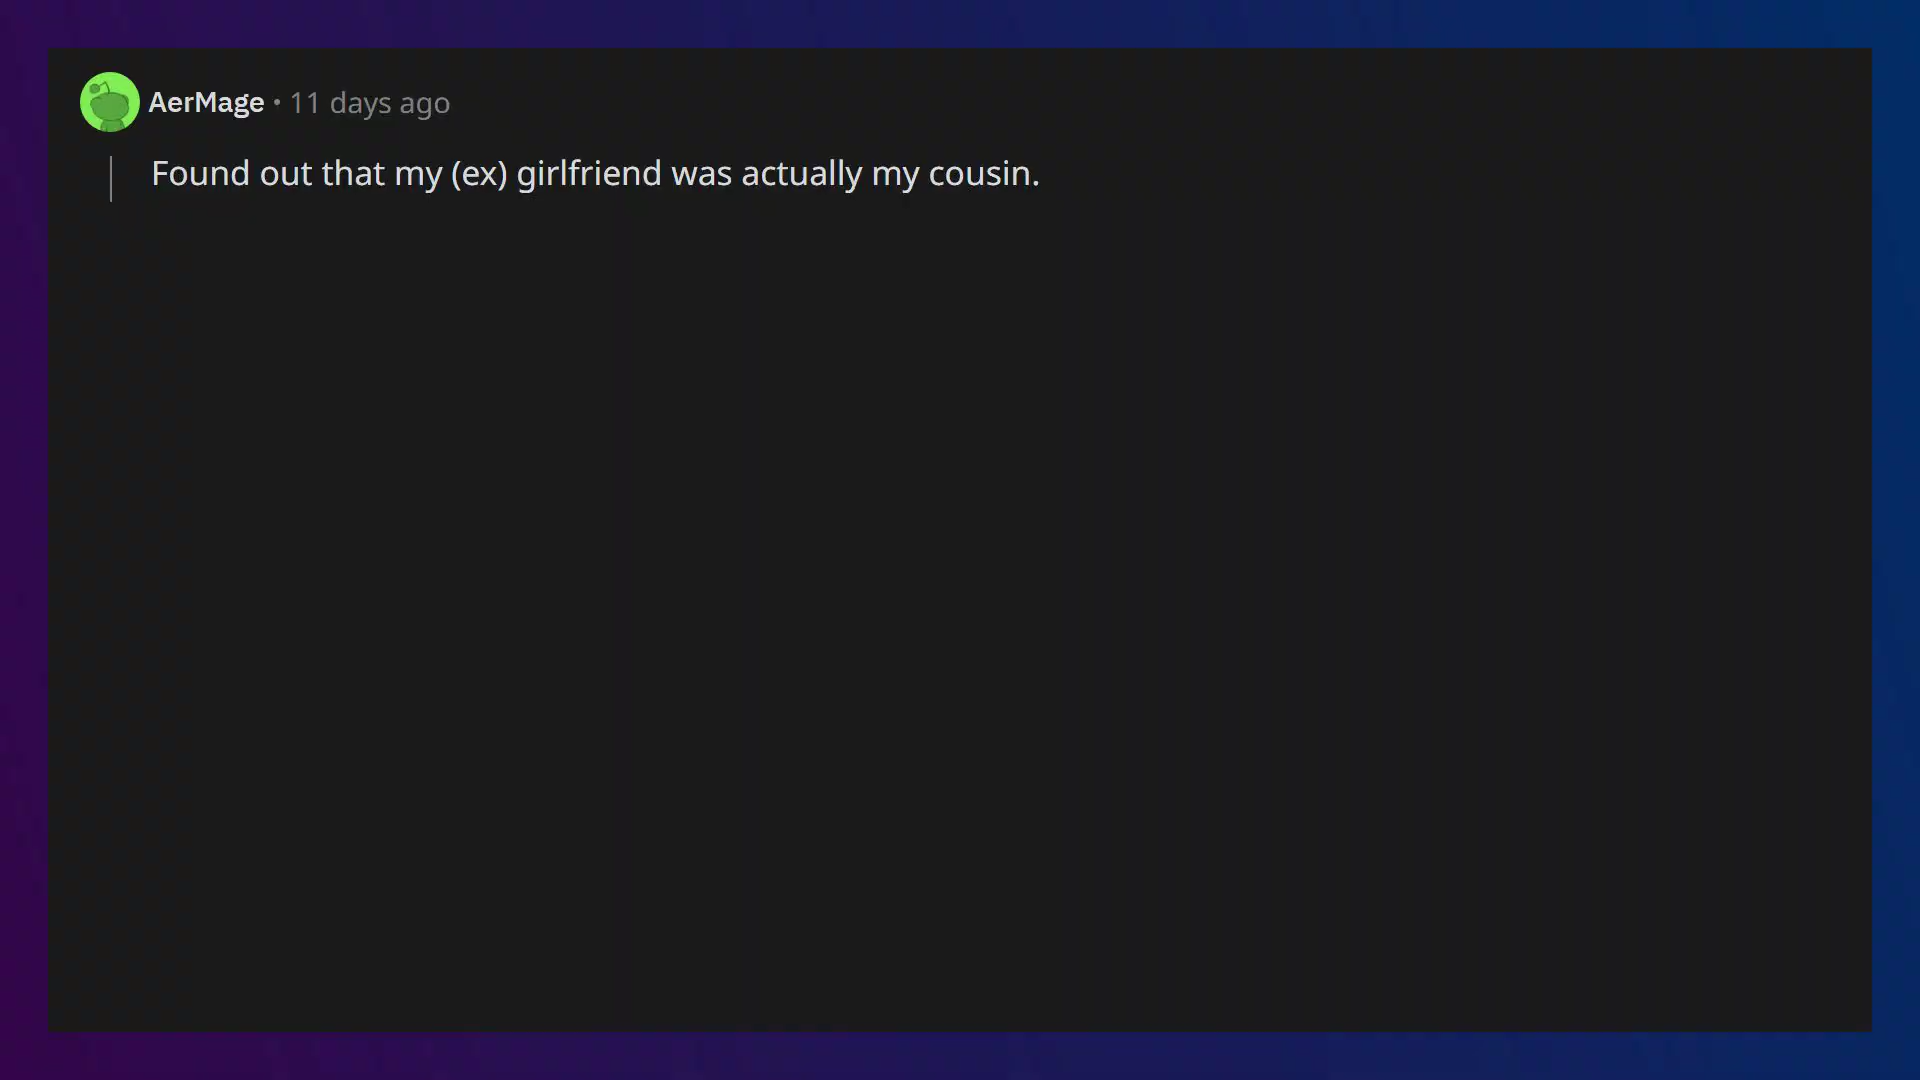 AerMage • 11 days ago
Found out that my (ex) girlfriend was actually my cousin.